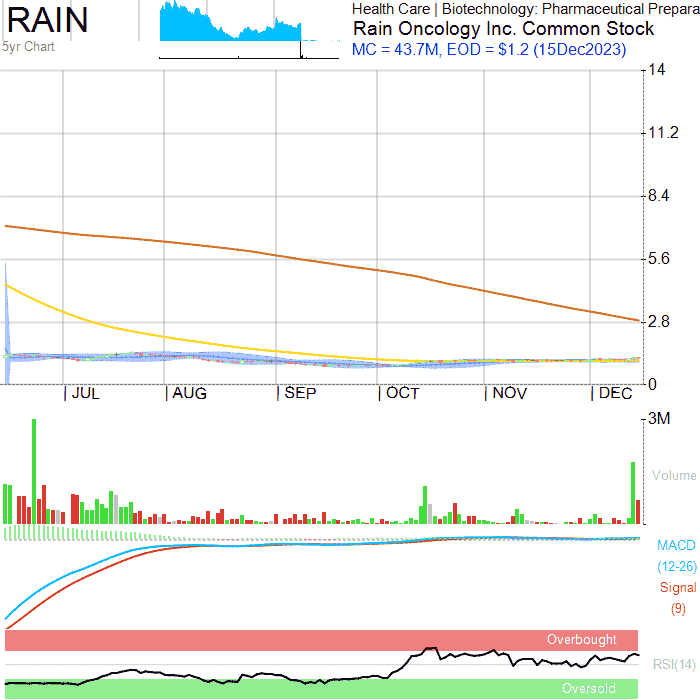 RAIN
5yr Chart
Health Care | Biotechnology: Pharmaceutical Prepara
Rain Oncology Inc. Common Stock
MC = 43.7M, EOD = $1.2 (15Dec2023)
14
11.2
8.4
5.6
2.8
0
JUL AUG SEP OCT NOV DEC
3M
Volume
MACD
(12-26)
Signal
(9)
Overbought
RSI(14)
Oversold